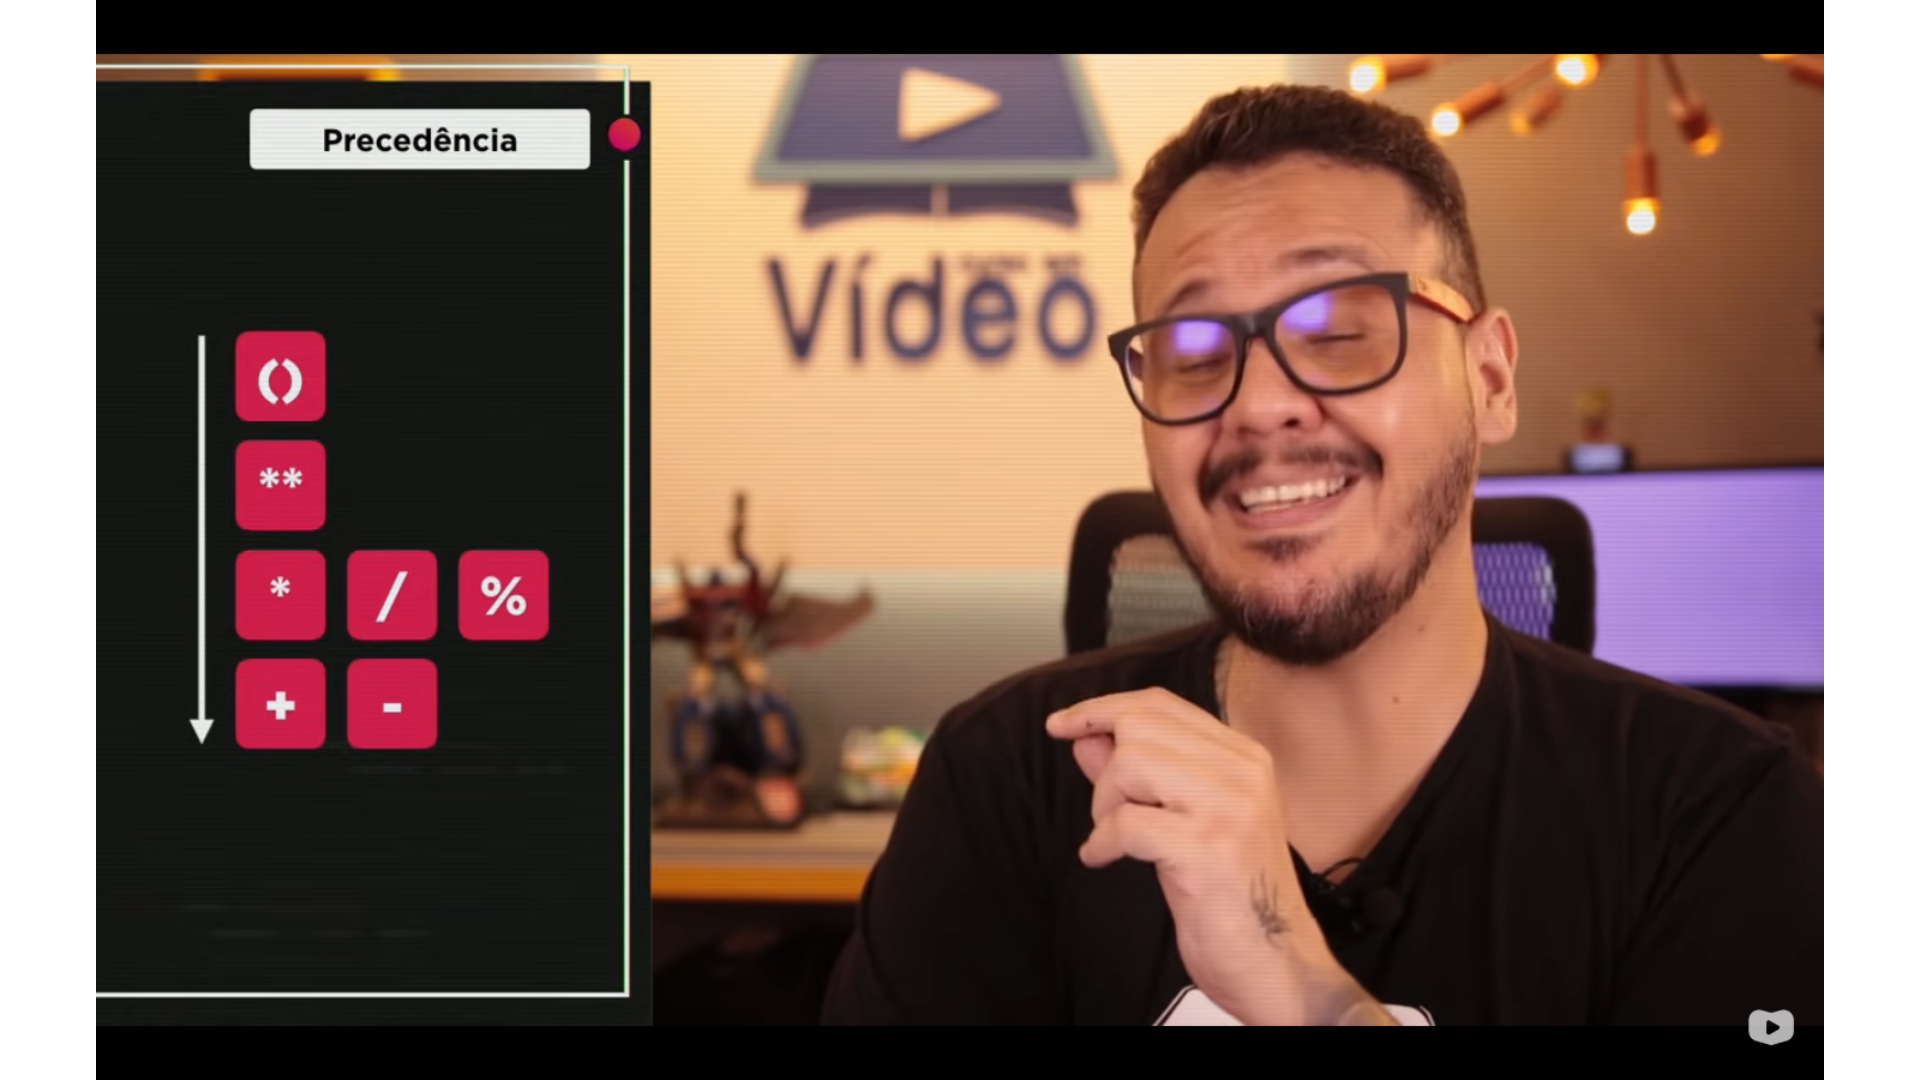 Precedência
()
**
* / %
+ -
Vídeo